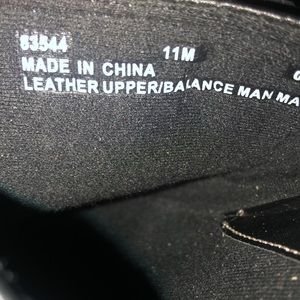 83544 11M
MADE IN CHINA
LEATHER UPPER/BALANCE MAN MA